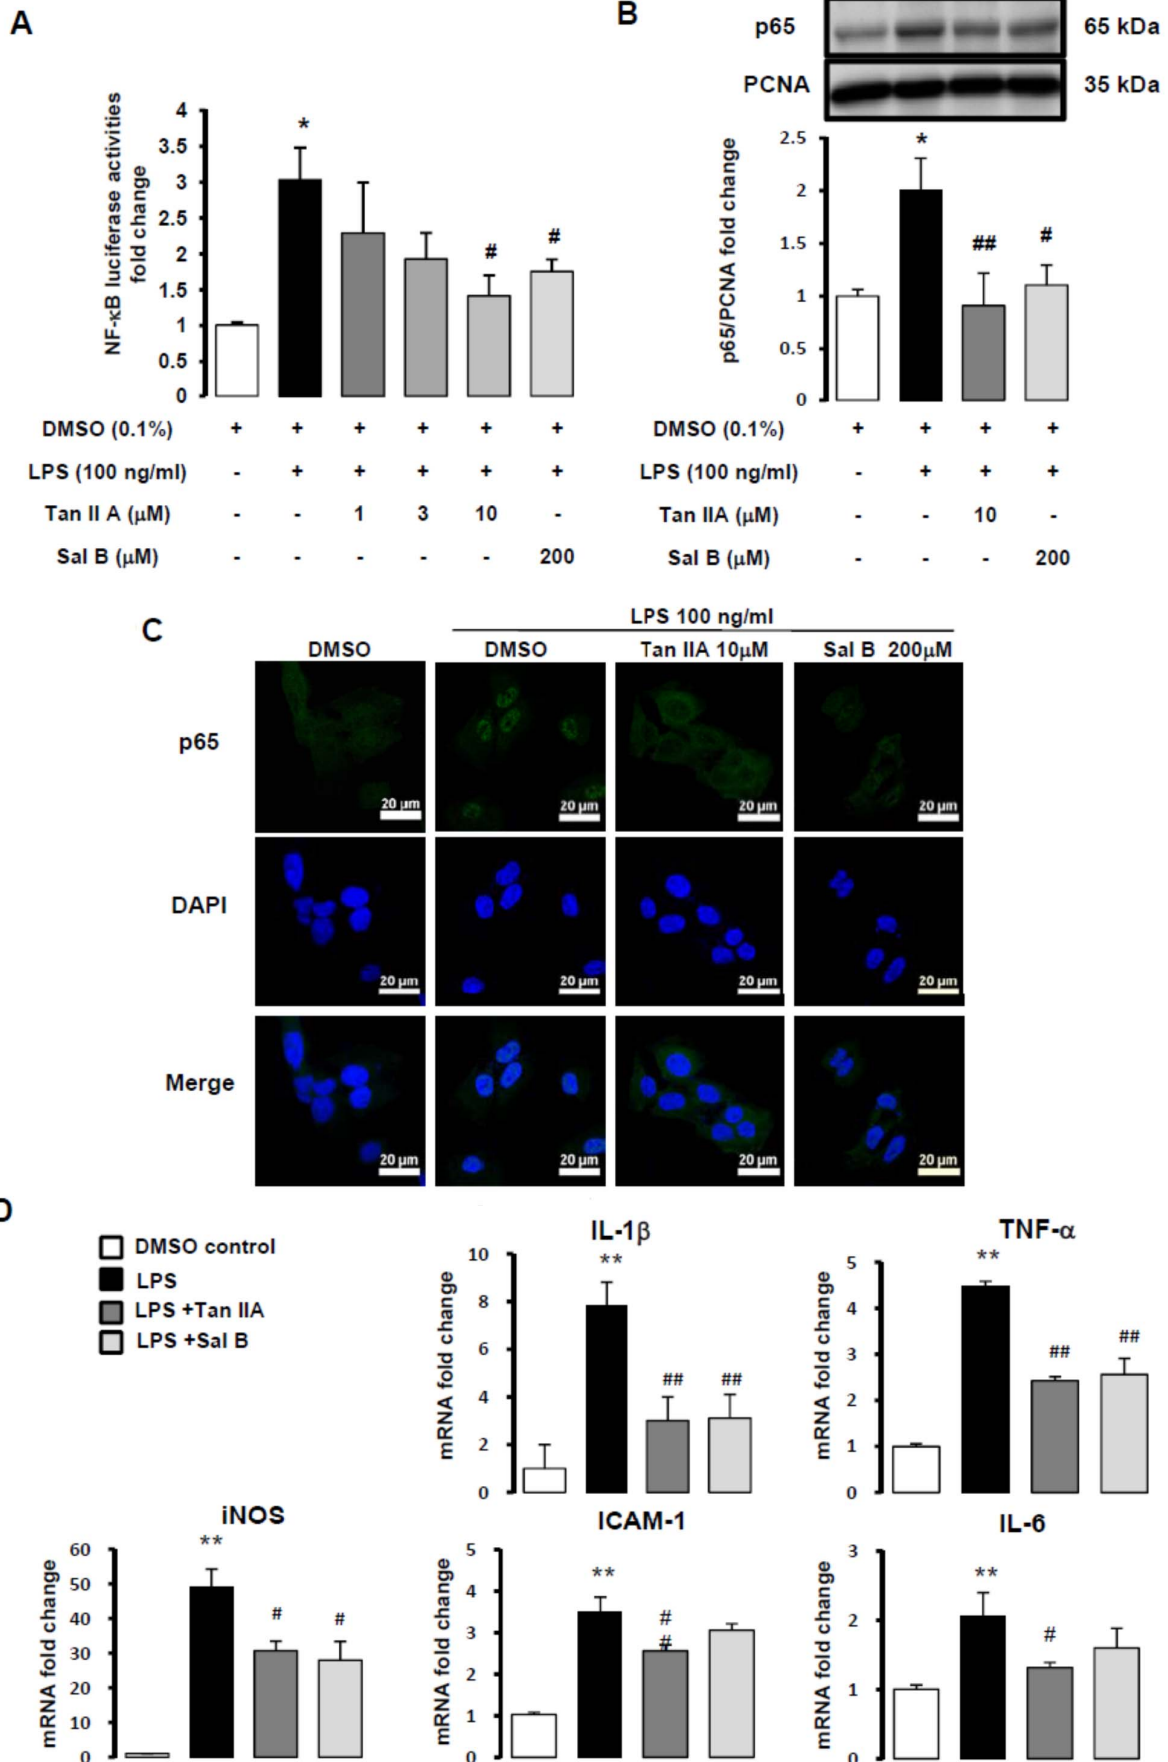 A
NF-κB luciferase activities
fold change
4
3.5
3
2.5
2
1.5
1
0.5
0
*
#
#
DMSO (0.1%) + + + + + +
LPS (100 ng/ml) - + + + + +
Tan II A (μM) - - 1 3 10 -
Sal B (μM) - - - - - 200
B
p65 65 kDa
PCNA 35 kDa
p65/PCNA fold change
2.5
2
1.5
1
0.5
0
*
##
#
DMSO (0.1%) + + + +
LPS (100 ng/ml) - + + +
Tan IIA (μM) - - 10 -
Sal B (μM) - - - 200
C
LPS 100 ng/ml
DMSO DMSO Tan IIA 10μM Sal B 200μM
p65
20 μm 20 μm 20 μm 20 μm
DAPI
20 μm 20 μm 20 μm 20 μm
Merge
20 μm 20 μm 20 μm 20 μm
D
DMSO control
LPS
LPS +Tan IIA
LPS +Sal B
IL-1β
mRNA fold change
10
8
6
4
2
0
**
##
##
TNF-α
mRNA fold change
5
4
3
2
1
0
**
##
##
iNOS
mRNA fold change
60
50
40
30
20
10
0
**
#
#
ICAM-1
mRNA fold change
5
4
3
2
1
0
**
#
#
IL-6
mRNA fold change
3
2
1
0
**
#